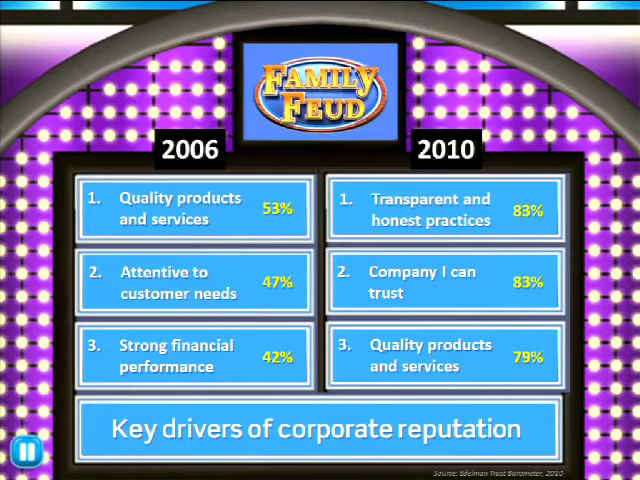 FAMILY
FEUD
2006
2010
1. Quality products
and services 53%
2. Attentive to
customer needs 47%
3. Strong financial
performance 42%
1. Transparent and
honest practices 83%
2. Company I can
trust 83%
3. Quality products
and services 79%
Key drivers of corporate reputation
Source: Edelman Trust Barometer, 2010